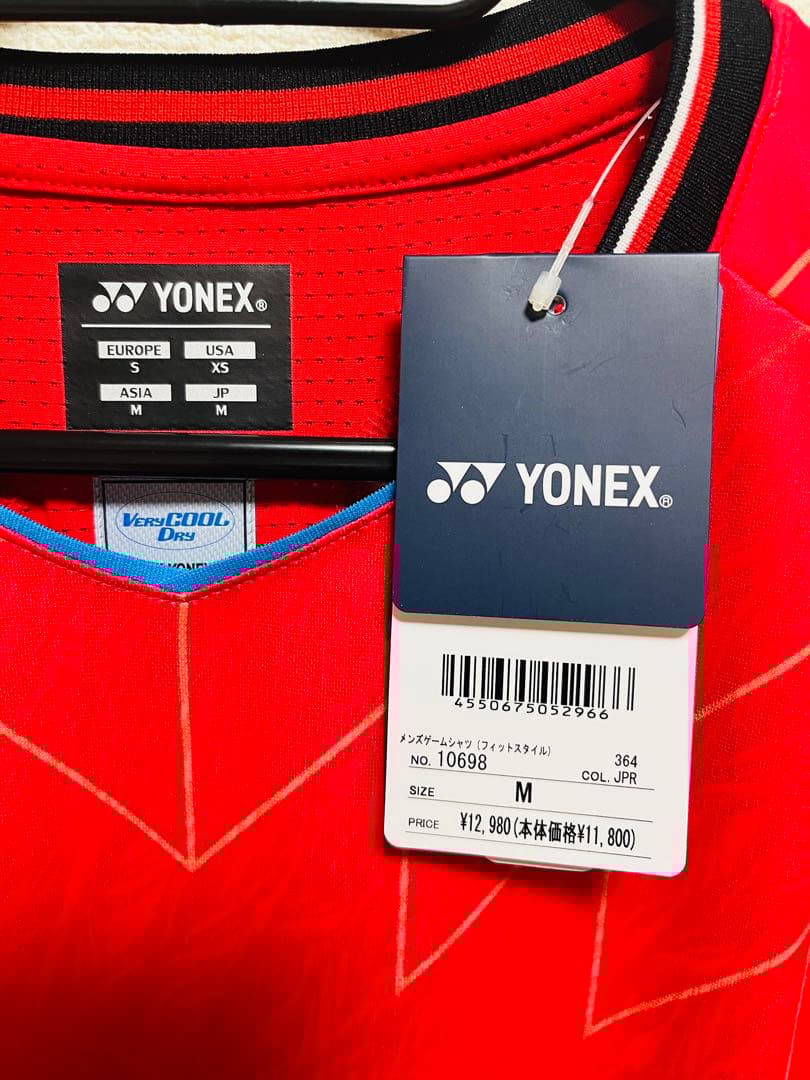 YONEX®
EUROPE USA
S XS
ASIA JP
M M
VERYCOOL
DRY
YONEX®
4550675052966
メンズゲームシャツ(フィットスタイル)
NO. 10698 364
COL. JPR
SIZE M
PRICE ¥12,980(本体価格¥11,800)